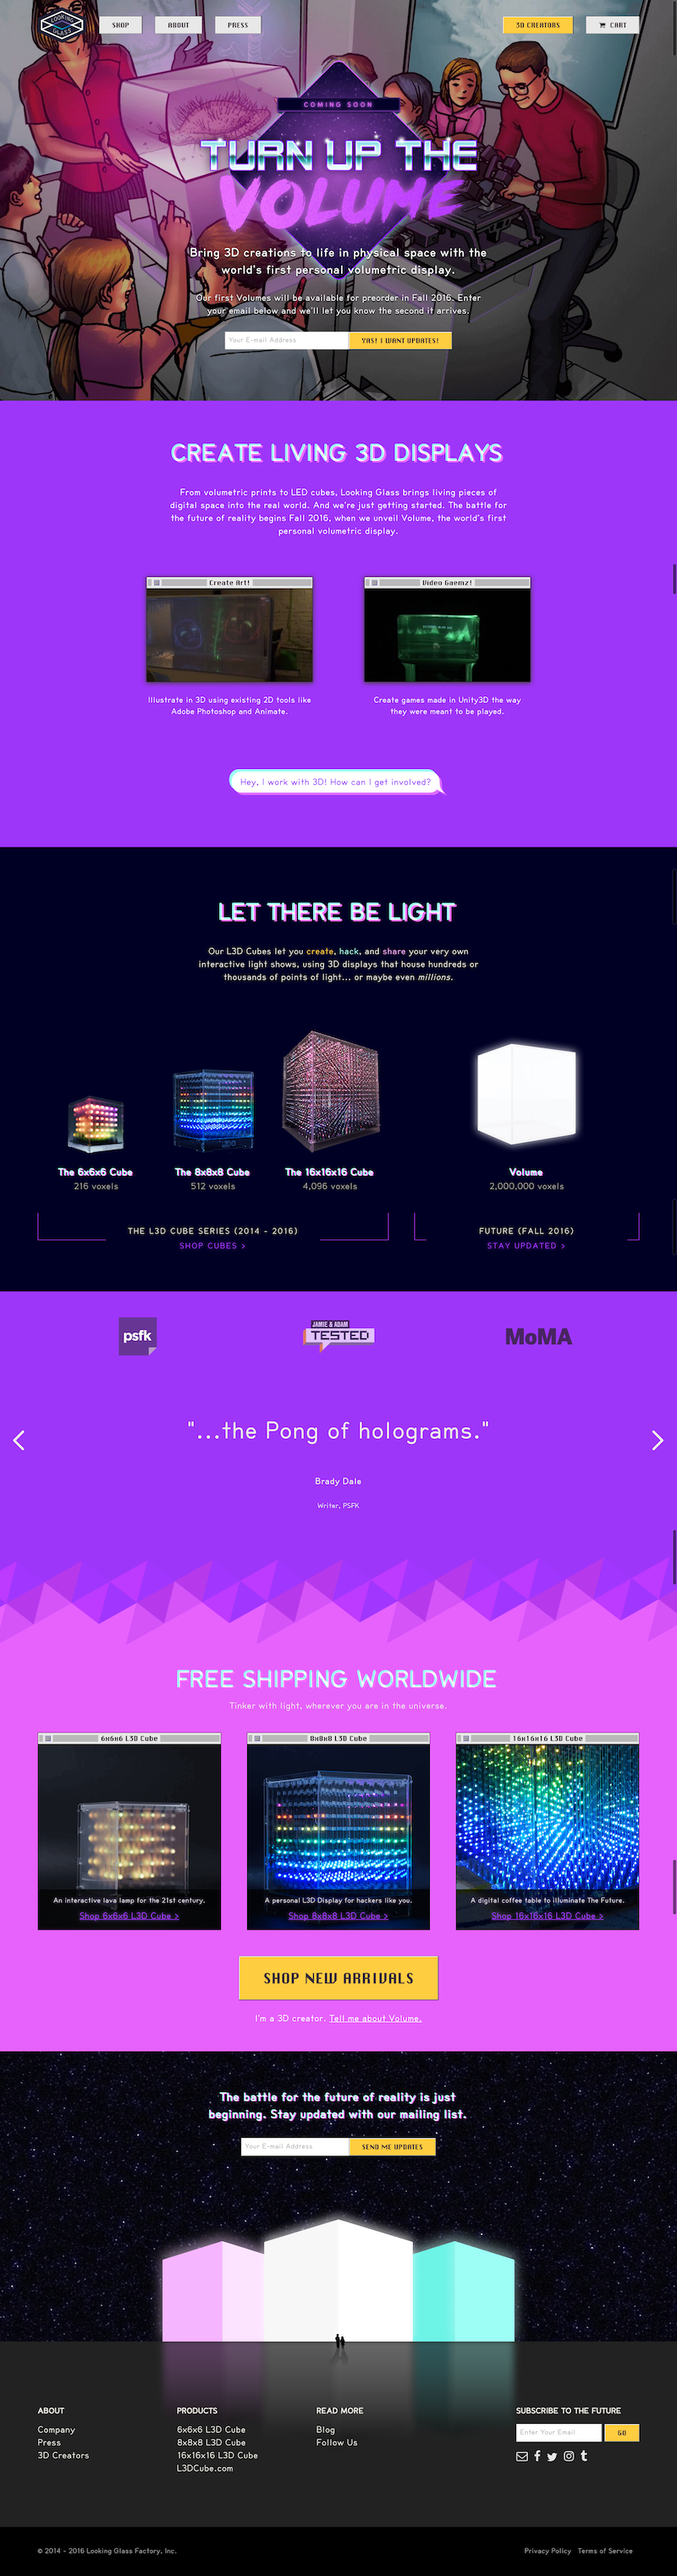 LOOKING
GLASS
SHOP
ABOUT
PRESS
3D CREATORS
CART
COMING SOON
TURN UP THE
VOLUME
Bring 3D creations to life in physical space with the
world's first personal volumetric display.
Our first Volumes will be available for preorder in Fall 2016. Enter
your email below and we'll let you know the second it arrives.
Your E-mail Address
YAS! I WANT UPDATES!
CREATE LIVING 3D DISPLAYS
From volumetric prints to LED cubes, Looking Glass brings living pieces of
digital space into the real world. And we're just getting started. The battle for
the future of reality begins Fall 2016, when we unveil Volume, the world's first
personal volumetric display.
Create Art!
Video Gaemz!
Illustrate in 3D using existing 2D tools like
Adobe Photoshop and Animate.
Create games made in Unity3D the way
they were meant to be played.
Hey, I work with 3D! How can I get involved?
LET THERE BE LIGHT
Our L3D Cubes let you create, hack, and share your very own
interactive light shows, using 3D displays that house hundreds or
thousands of points of light... or maybe even millions.
The 6x6x6 Cube
216 voxels
The 8x8x8 Cube
512 voxels
The 16x16x16 Cube
4,096 voxels
Volume
2,000,000 voxels
THE L3D CUBE SERIES (2014 - 2016)
SHOP CUBES >
FUTURE (FALL 2016)
STAY UPDATED >
psfk
JAMIE & ADAM
TESTED
MoMA
"...the Pong of holograms."
Brady Dale
Writer, PSFK
FREE SHIPPING WORLDWIDE
Tinker with light, wherever you are in the universe.
6x6x6 L3D Cube
8x8x8 L3D Cube
16x16x16 L3D Cube
An interactive lava lamp for the 21st century.
Shop 6x6x6 L3D Cube >
A personal L3D Display for hackers like you.
Shop 8x8x8 L3D Cube >
A digital coffee table to illuminate The Future.
Shop 16x16x16 L3D Cube >
SHOP NEW ARRIVALS
I'm a 3D creator. Tell me about Volume.
The battle for the future of reality is just
beginning. Stay updated with our mailing list.
Your E-mail Address
SEND ME UPDATES
ABOUT
Company
Press
3D Creators
PRODUCTS
6x6x6 L3D Cube
8x8x8 L3D Cube
16x16x16 L3D Cube
L3DCube.com
READ MORE
Blog
Follow Us
SUBSCRIBE TO THE FUTURE
Enter Your Email
GO
© 2014 - 2016 Looking Glass Factory, Inc.
Privacy Policy
Terms of Service